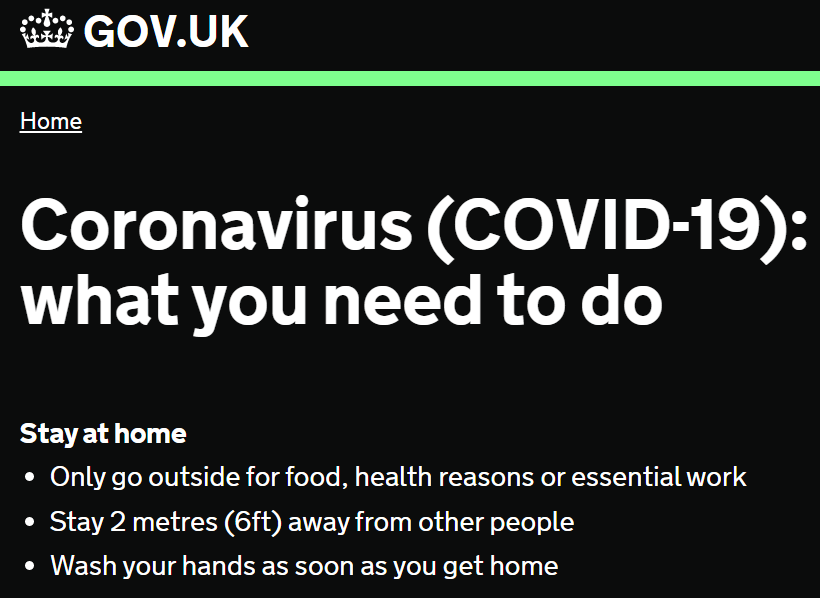 GOV.UK
Home
Coronavirus (COVID-19):
what you need to do
Stay at home
• Only go outside for food, health reasons or essential work
• Stay 2 metres (6ft) away from other people
• Wash your hands as soon as you get home